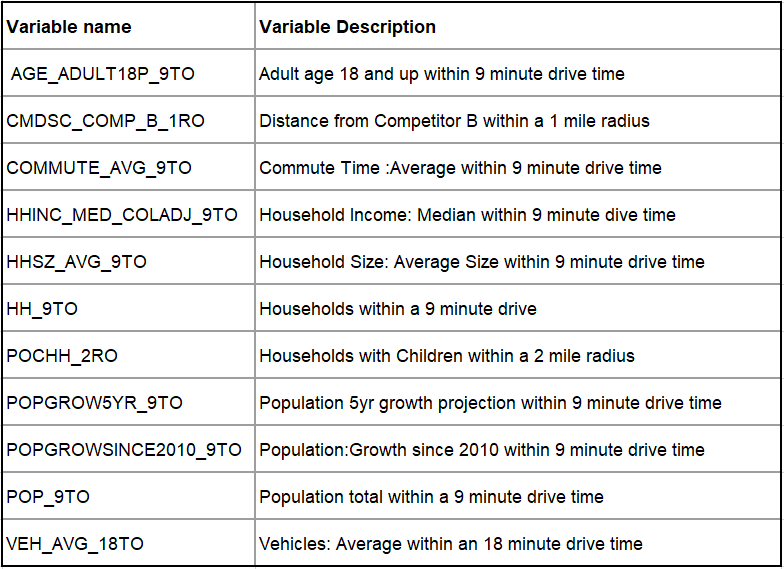 Variable name Variable Description
AGE_ADULT18P_9TO Adult age 18 and up within 9 minute drive time
CMDSC_COMP_B_1RO Distance from Competitor B within a 1 mile radius
COMMUTE_AVG_9TO Commute Time :Average within 9 minute drive time
HHINC_MED_COLADJ_9TO Household Income: Median within 9 minute dive time
HHSZ_AVG_9TO Household Size: Average Size within 9 minute drive time
HH_9TO Households within a 9 minute drive
POCHH_2RO Households with Children within a 2 mile radius
POPGROW5YR_9TO Population 5yr growth projection within 9 minute drive time
POPGROWSINCE2010_9TO Population:Growth since 2010 within 9 minute drive time
POP_9TO Population total within a 9 minute drive time
VEH_AVG_18TO Vehicles: Average within an 18 minute drive time